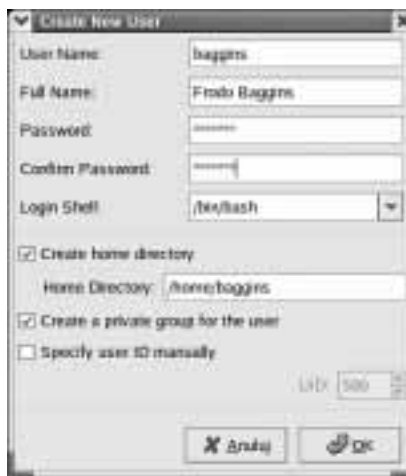 Create New User
User Name: baggins
Full Name: Frodo Baggins
Password: ********
Confirm Password: ********
Login Shell: /bin/bash
Create home directory
Home Directory: /home/baggins
Create a private group for the user
Specify user ID manually
UID: 500
Anuluj OK